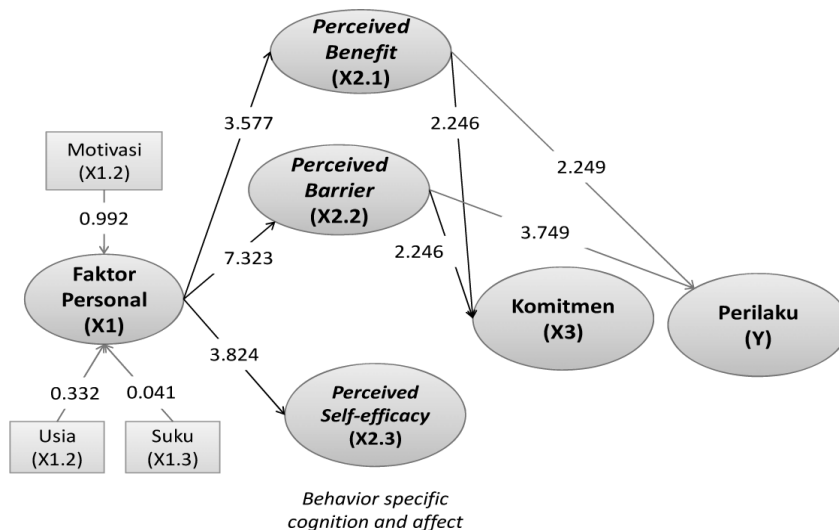 Perceived
Benefit
(X2.1)
3.577
2.246
Motivasi
(X1.2)
Perceived
Barrier
(X2.2)
2.249
0.992
3.749
7.323
2.246
Faktor
Personal
(X1)
Komitmen
(X3)
Perilaku
(Y)
3.824
0.332
0.041
Perceived
Self-efficacy
(X2.3)
Usia
(X1.2)
Suku
(X1.3)
Behavior specific
cognition and affect